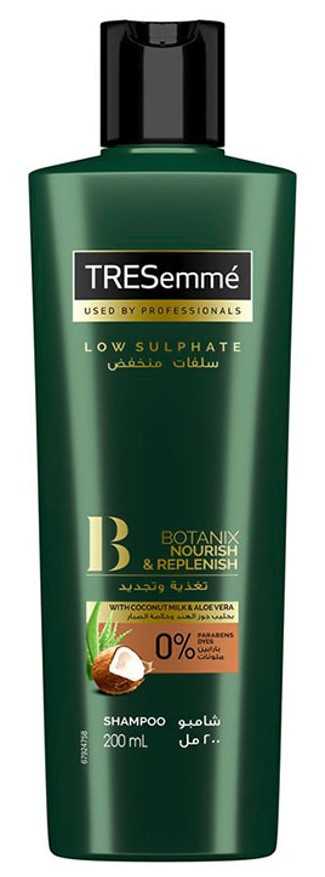 TRESemmé
USED BY PROFESSIONALS
LOW SULPHATE
سلفات منخفض
B
BOTANIX
NOURISH
& REPLENISH
تغذية وتجديد
WITH COCONUT MILK & ALOE VERA
بحليب جوز الهند وخلاصة الصبار
0%
PARABENS
DYES
بارابين
ملونات
SHAMPOO شامبو
200 mL ٢٠٠ مل
67924758